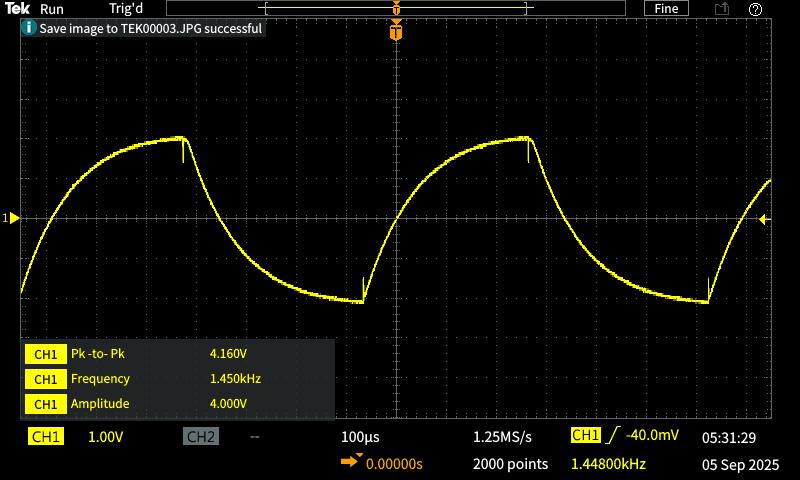 Tek Run Trig'd T Fine ?
i Save image to TEK00003.JPG successful
T
1
CH1 Pk -to- Pk 4.160V
CH1 Frequency 1.450kHz
CH1 Amplitude 4.000V
CH1 1.00V CH2 -- 100µs 1.25MS/s CH1 -40.0mV 05:31:29
0.00000s 2000 points 1.44800kHz 05 Sep 2025